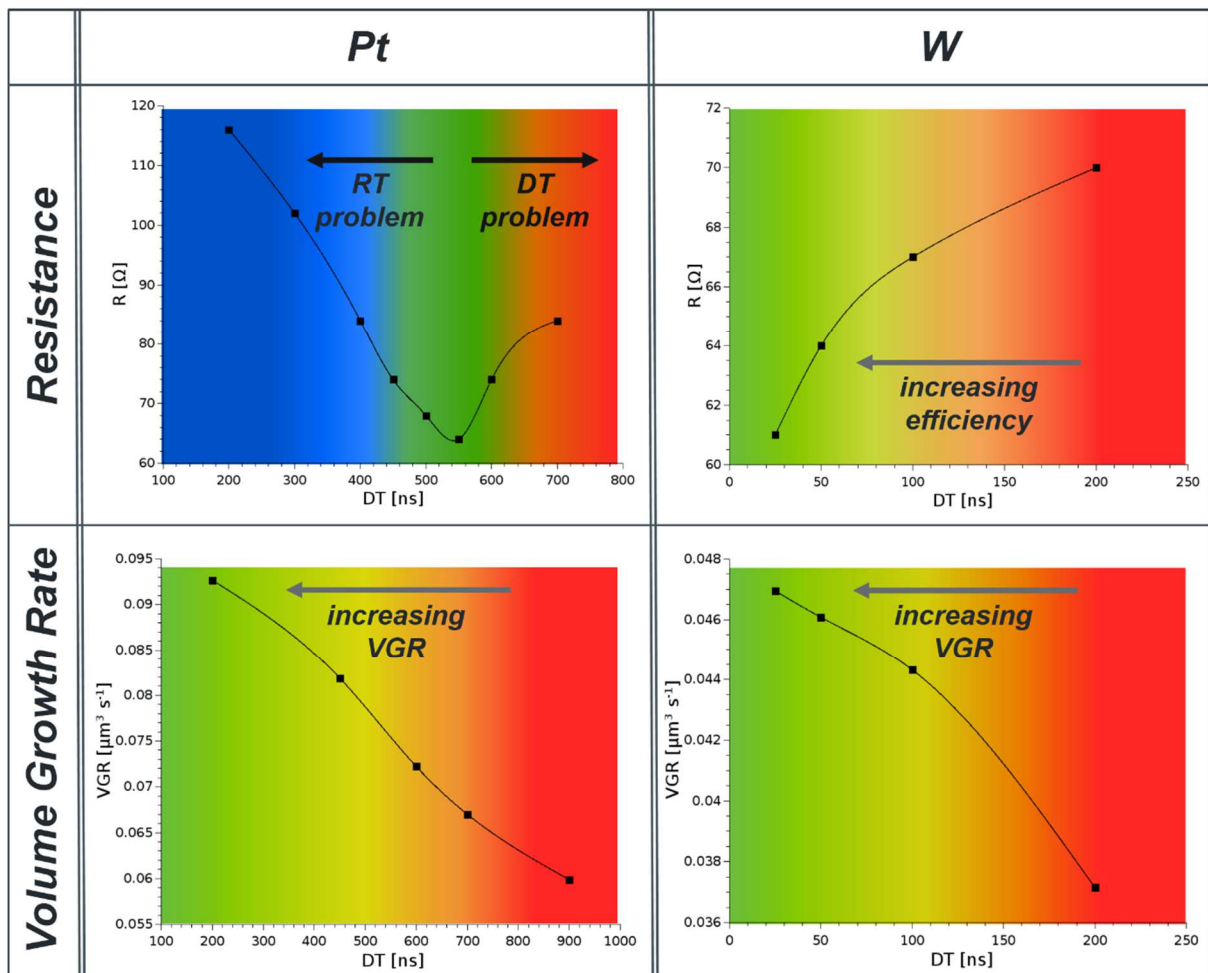 Pt
W
Resistance
120
110
100
90
80
70
60
R [Ω]
RT
problem
DT
problem
100 200 300 400 500 600 700 800
DT [ns]
72
70
68
66
64
62
60
R [Ω]
increasing
efficiency
0 50 100 150 200 250
DT [ns]
Volume Growth Rate
0.095
0.09
0.085
0.08
0.075
0.07
0.065
0.06
0.055
VGR [µm³ s⁻¹]
increasing
VGR
100 200 300 400 500 600 700 800 900 1000
DT [ns]
0.048
0.046
0.044
0.042
0.04
0.038
0.036
VGR [µm³ s⁻¹]
increasing
VGR
0 50 100 150 200 250
DT [ns]